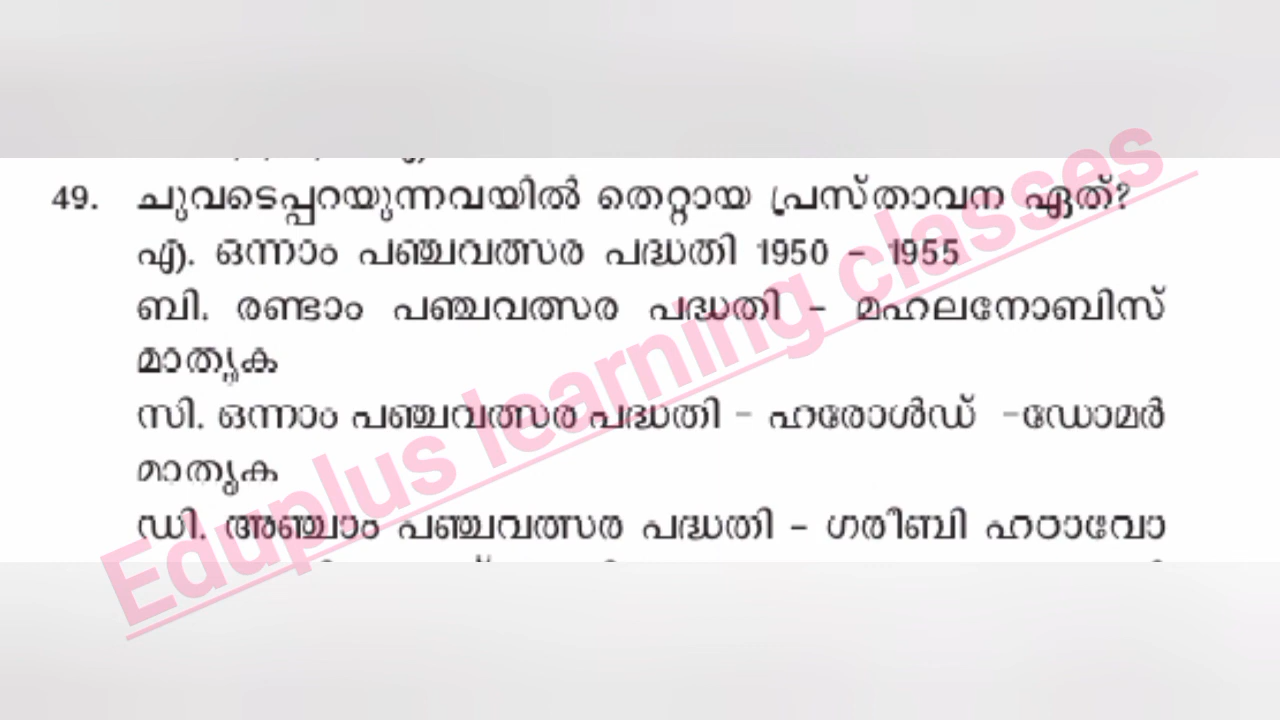 49. ചുവടെപ്പറയുന്നവയിൽ തെറ്റായ പ്രസ്താവന ഏത്?
എ. ഒന്നാം പഞ്ചവത്സര പദ്ധതി 1950 – 1955
ബി. രണ്ടാം പഞ്ചവത്സര പദ്ധതി – മഹലനോബിസ്
മാതൃക
സി. ഒന്നാം പഞ്ചവത്സര പദ്ധതി – ഹരോൾഡ് –ഡോമർ
മാതൃക
ഡി. അഞ്ചാം പഞ്ചവത്സര പദ്ധതി – ഗരീബി ഹഠാവോ
Eduplus learning classes